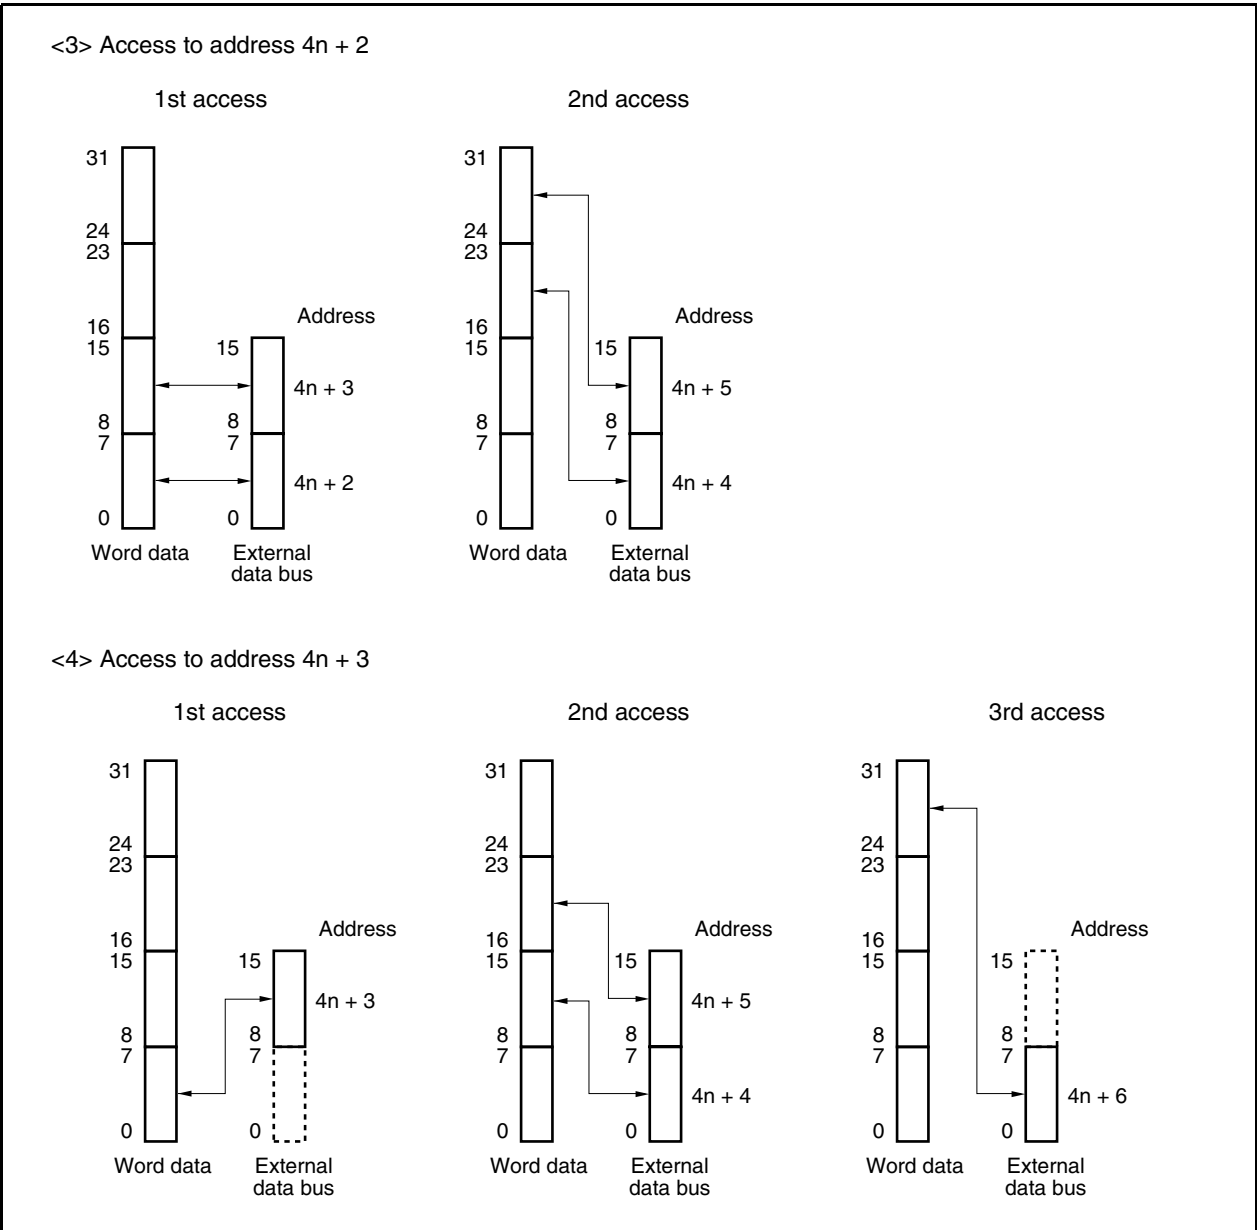 <3> Access to address 4n + 2
1st access
31
24
23
16
15
8
7
0
Word data
15
8
7
0
External
data bus
Address
4n + 3
4n + 2
2nd access
31
24
23
16
15
8
7
0
Word data
15
8
7
0
External
data bus
Address
4n + 5
4n + 4
<4> Access to address 4n + 3
1st access
31
24
23
16
15
8
7
0
Word data
15
8
7
0
External
data bus
Address
4n + 3
2nd access
31
24
23
16
15
8
7
0
Word data
15
8
7
0
External
data bus
Address
4n + 5
4n + 4
3rd access
31
24
23
16
15
8
7
0
Word data
15
8
7
0
External
data bus
Address
4n + 6